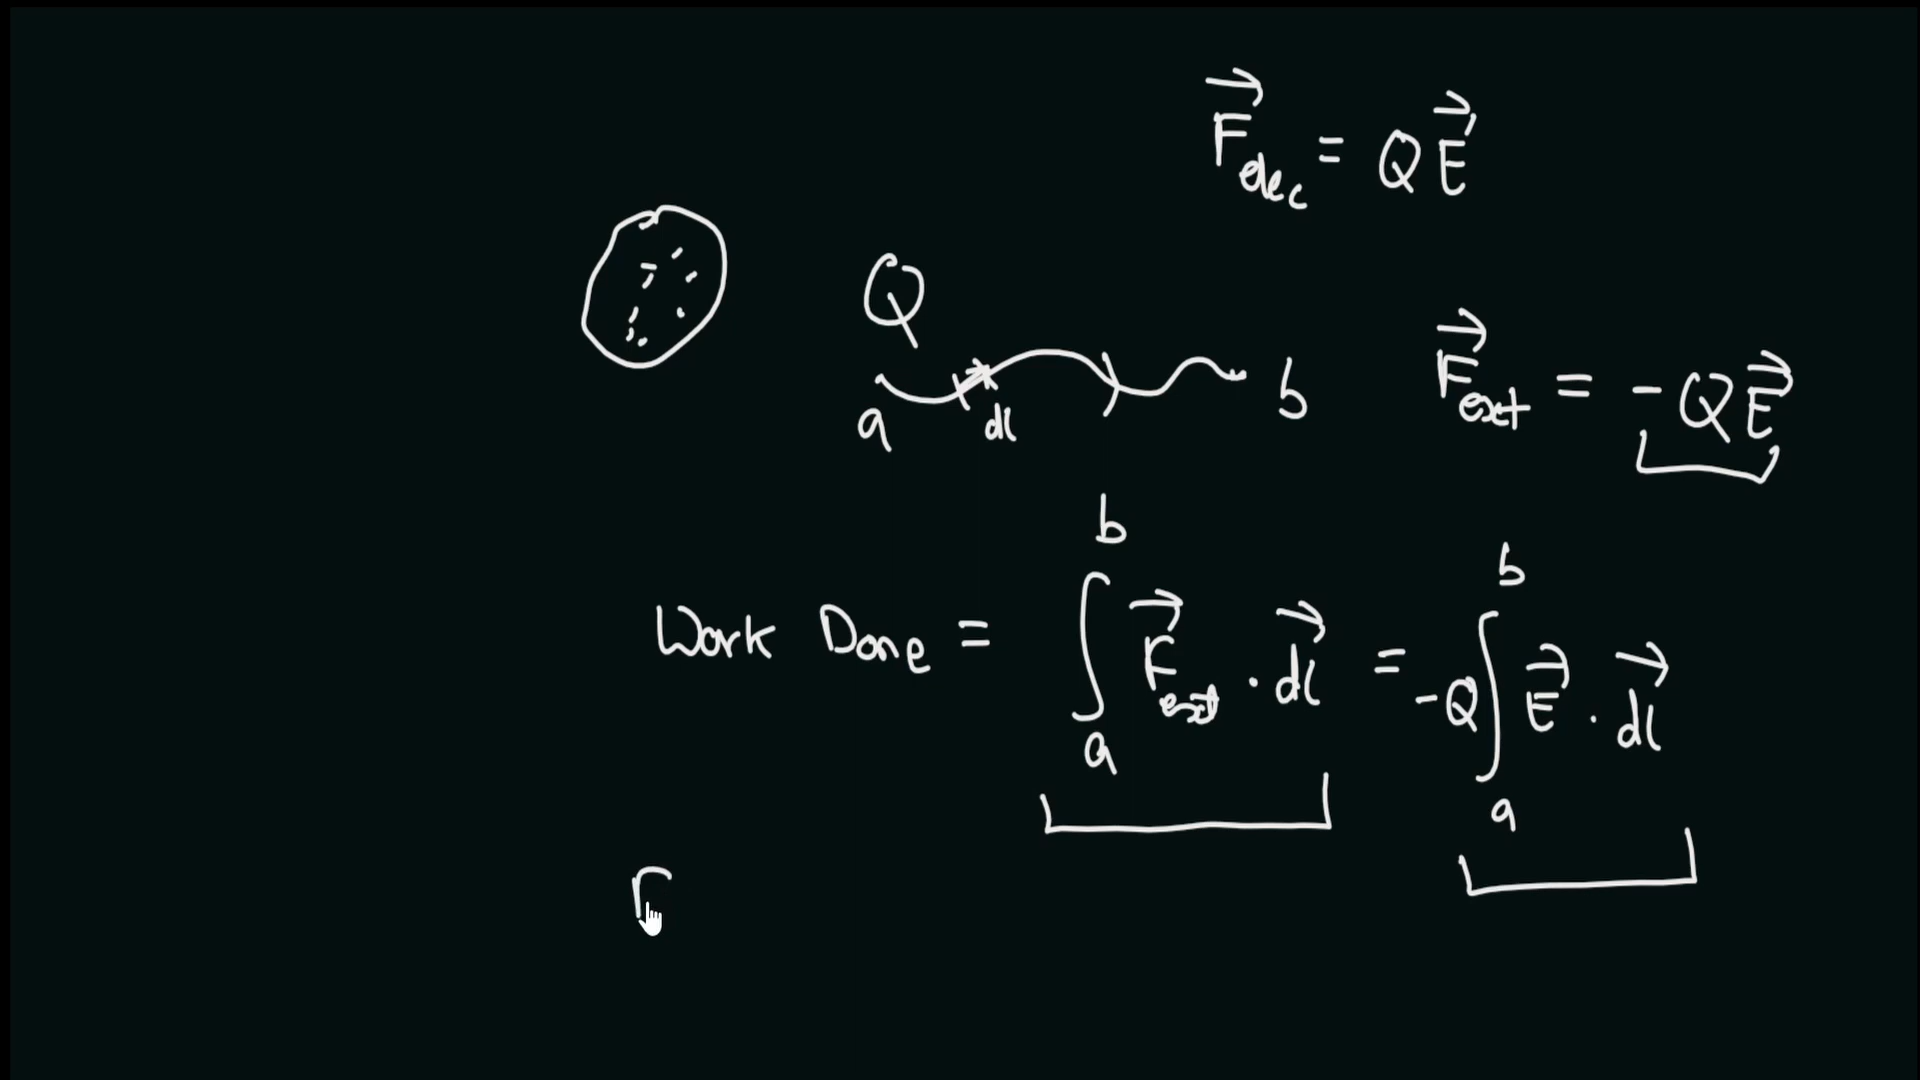 F⃗elec = QE⃗
Q
a dl b
F⃗ext = -QE⃗
Work Done = ∫ₐᵇ F⃗ext · dl⃗ = -Q ∫ₐᵇ E⃗ · dl⃗